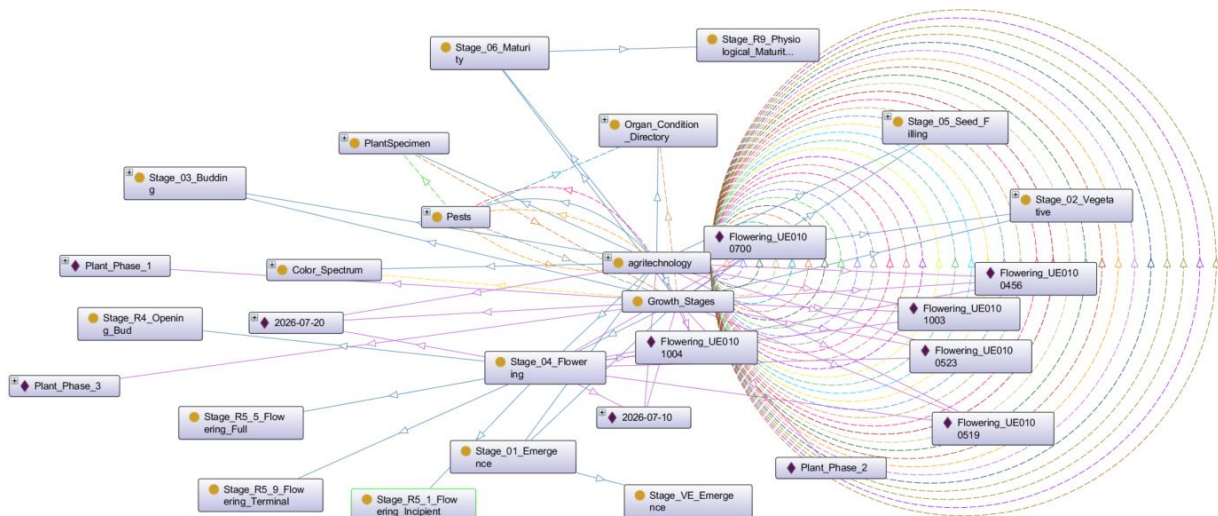 Stage_06_Maturi
ty
Stage_R9_Physio
logical_Maturit...
Organ_Condition
_Directory
Stage_05_Seed_F
illing
PlantSpecimen
Stage_03_Buddin
g
Stage_02_Vegeta
tive
Pests
Flowering_UE010
0700
agritechnology
Plant_Phase_1
Color_Spectrum
Flowering_UE010
0456
Growth_Stages
Stage_R4_Openin
g_Bud
2026-07-20
Flowering_UE010
1003
Flowering_UE010
1004
Flowering_UE010
0523
Stage_04_Flower
ing
Plant_Phase_3
Stage_R5_5_Flow
ering_Full
2026-07-10
Flowering_UE010
0519
Stage_01_Emerge
nce
Plant_Phase_2
Stage_R5_9_Flow
ering_Terminal
Stage_R5_1_Flow
ering_Incipient
Stage_VE_Emerge
nce